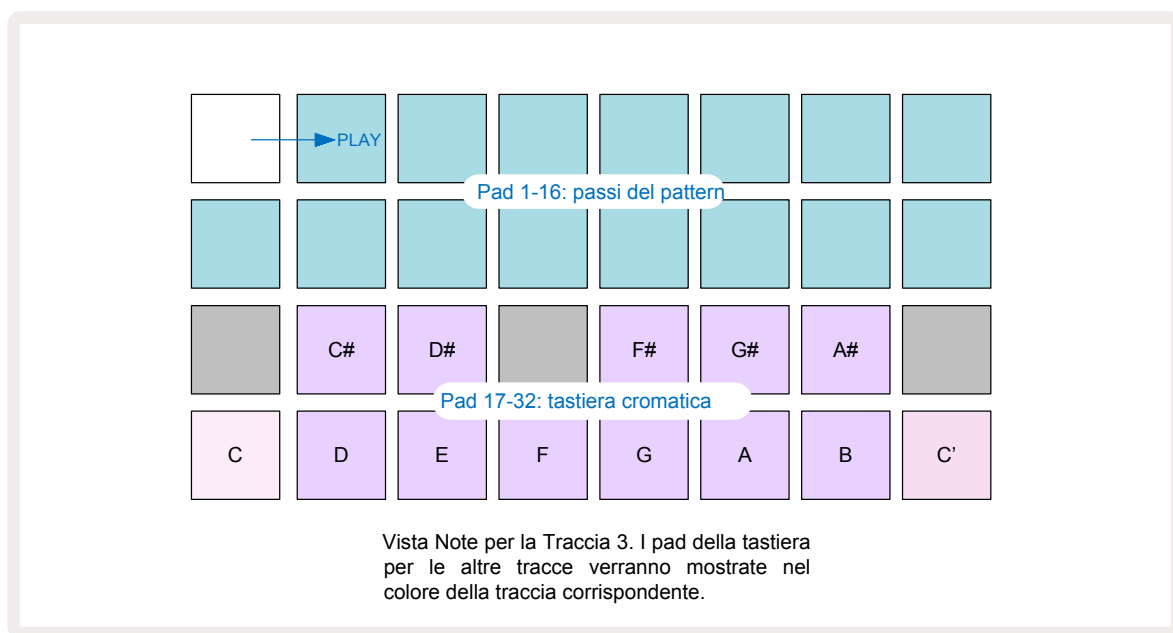 PLAY
Pad 1-16: passi del pattern
C# D# F# G# A#
Pad 17-32: tastiera cromatica
C D E F G A B C’
Vista Note per la Traccia 3. I pad della tastiera
per le altre tracce verranno mostrate nel
colore della traccia corrispondente.